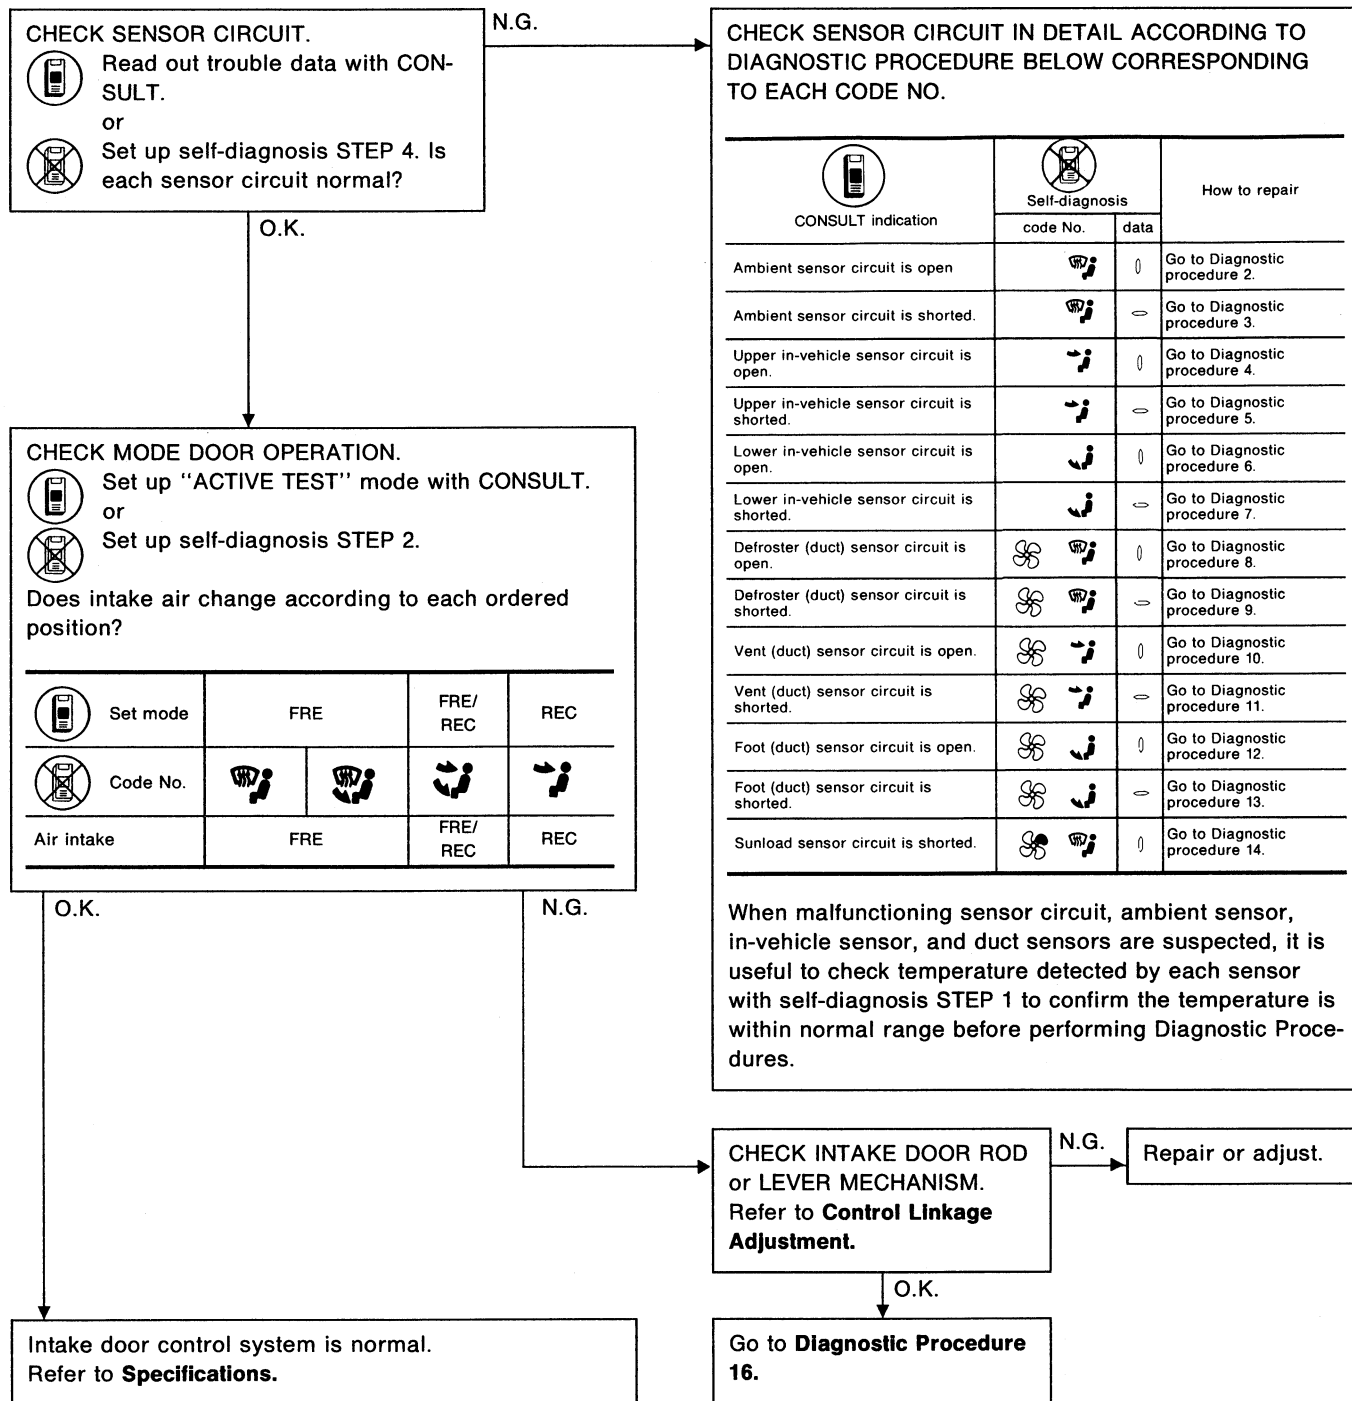 CHECK SENSOR CIRCUIT.
Read out trouble data with CON-
SULT.
or
Set up self-diagnosis STEP 4. Is
each sensor circuit normal?
N.G.
O.K.
CHECK SENSOR CIRCUIT IN DETAIL ACCORDING TO
DIAGNOSTIC PROCEDURE BELOW CORRESPONDING
TO EACH CODE NO.
CONSULT indication
Self-diagnosis
code No.
data
How to repair
Ambient sensor circuit is open
Go to Diagnostic
procedure 2.
Ambient sensor circuit is shorted.
Go to Diagnostic
procedure 3.
Upper in-vehicle sensor circuit is
open.
Go to Diagnostic
procedure 4.
Upper in-vehicle sensor circuit is
shorted.
Go to Diagnostic
procedure 5.
Lower in-vehicle sensor circuit is
open.
Go to Diagnostic
procedure 6.
Lower in-vehicle sensor circuit is
shorted.
Go to Diagnostic
procedure 7.
Defroster (duct) sensor circuit is
open.
Go to Diagnostic
procedure 8.
Defroster (duct) sensor circuit is
shorted.
Go to Diagnostic
procedure 9.
Vent (duct) sensor circuit is open.
Go to Diagnostic
procedure 10.
Vent (duct) sensor circuit is
shorted.
Go to Diagnostic
procedure 11.
Foot (duct) sensor circuit is open.
Go to Diagnostic
procedure 12.
Foot (duct) sensor circuit is
shorted.
Go to Diagnostic
procedure 13.
Sunload sensor circuit is shorted.
Go to Diagnostic
procedure 14.
When malfunctioning sensor circuit, ambient sensor,
in-vehicle sensor, and duct sensors are suspected, it is
useful to check temperature detected by each sensor
with self-diagnosis STEP 1 to confirm the temperature is
within normal range before performing Diagnostic Proce-
dures.
CHECK MODE DOOR OPERATION.
Set up "ACTIVE TEST" mode with CONSULT.
or
Set up self-diagnosis STEP 2.
Does intake air change according to each ordered
position?
Set mode
FRE
FRE/
REC
REC
Code No.
Air intake
FRE
FRE/
REC
REC
O.K.
N.G.
CHECK INTAKE DOOR ROD
or LEVER MECHANISM.
Refer to Control Linkage
Adjustment.
N.G.
Repair or adjust.
O.K.
Intake door control system is normal.
Refer to Specifications.
Go to Diagnostic Procedure
16.